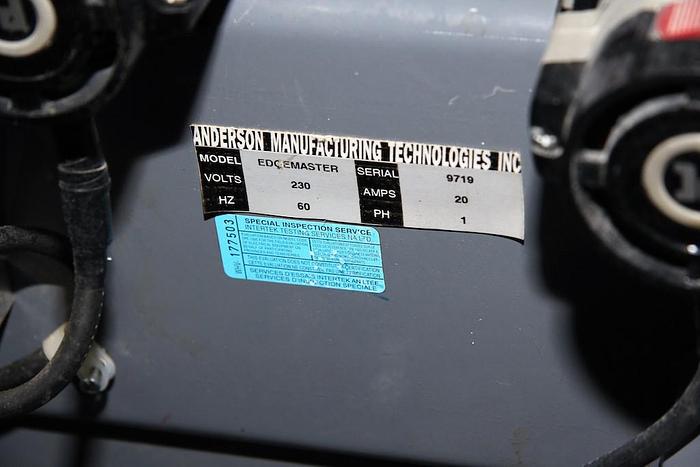 ANDERSON MANUFACTURING TECHNOLOGIES INC
MODEL EDGEMASTER SERIAL 9719
VOLTS 230 AMPS 20
HZ 60 PH 1
177503
SPECIAL INSPECTION SERVICE
INTERTEK TESTING SERVICES NA LTD.
SERVICES D'ESSAIS INTERTEK AN LTEE
SERVICES D'INSPECTION SPECIALE